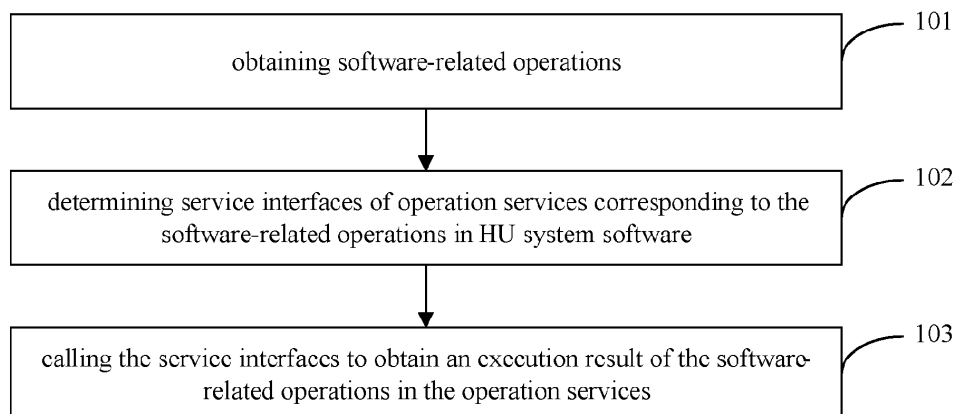 101
obtaining software-related operations
102
determining service interfaces of operation services corresponding to the
software-related operations in HU system software
103
calling the service interfaces to obtain an execution result of the software-
related operations in the operation services